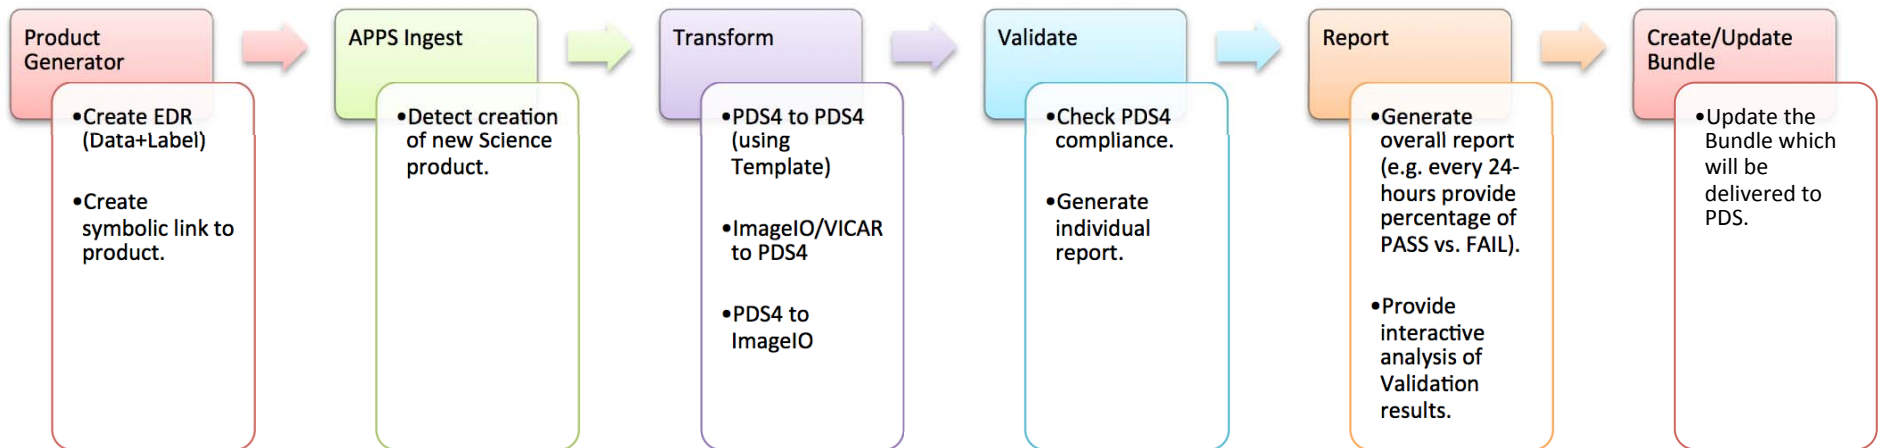 Product
Generator
•Create EDR
(Data+Label)
•Create
symbolic link to
product.
APPS Ingest
•Detect creation
of new Science
product.
Transform
•PDS4 to PDS4
(using
Template)
•ImageIO/VICAR
to PDS4
•PDS4 to
ImageIO
Validate
•Check PDS4
compliance.
•Generate
individual
report.
Report
•Generate
overall report
(e.g. every 24-
hours provide
percentage of
PASS vs. FAIL).
•Provide
interactive
analysis of
Validation
results.
Create/Update
Bundle
•Update the
Bundle which
will be
delivered to
PDS.